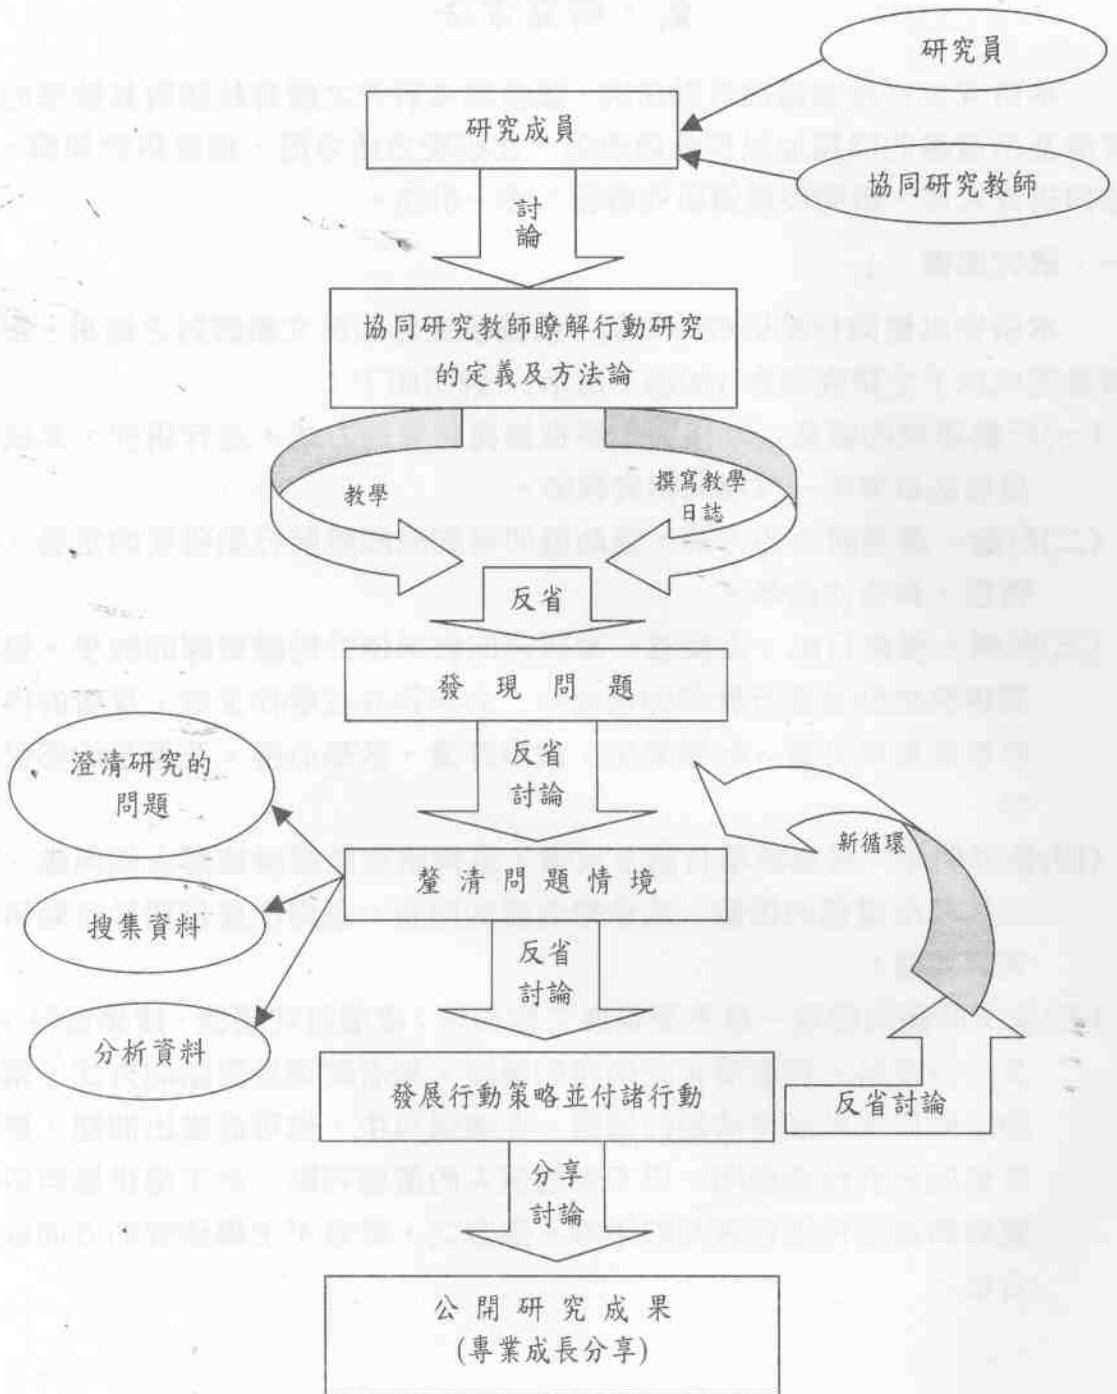 研究員
研究成員
協同研究教師
討
論
協同研究教師瞭解行動研究
的定義及方法論
教學
撰寫教學
日誌
反省
發現問題
反省
討論
澄清研究的
問題
新循環
釐清問題情境
搜集資料
反省
討論
分析資料
發展行動策略並付諸行動
反省討論
分享
討論
公開研究成果
(專業成長分享)